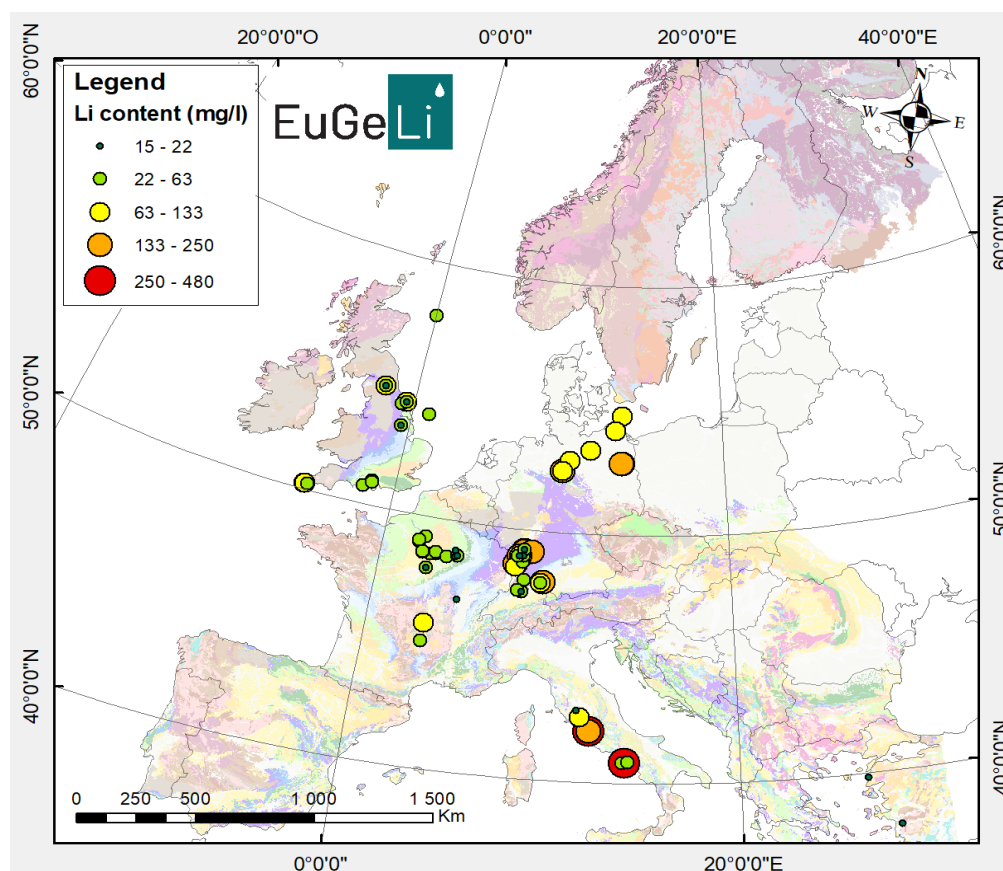 20°0'0"O 0°0'0"E 20°0'0"E 40°0'0"E
60°0'0"N
50°0'0"N
40°0'0"N
Legend
Li content (mg/l)
15 - 22
22 - 63
63 - 133
133 - 250
250 - 480
EuGeLi
N
W E
S
60°0'0"N
50°0'0"N
40°0'0"N
0 250 500 1 000 1 500
Km
0°0'0" 20°0'0"E